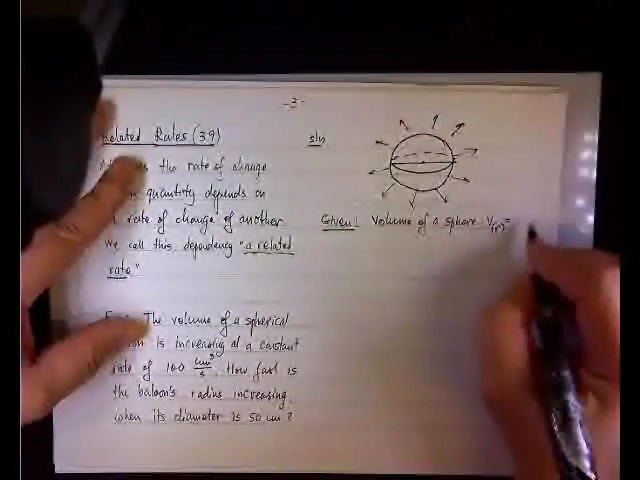 -3-
elated Rates (3.9)
the rate of change
quantity depends on
rate of change of another
We call this dependency "a related
rate"
The volume of a spherical
is increasing at a constant
rate of 100 cm³/s. How fast is
the baloon's radius increasing
when its diameter is 50 cm?
sln
Given: Volume of a sphere V(r)=